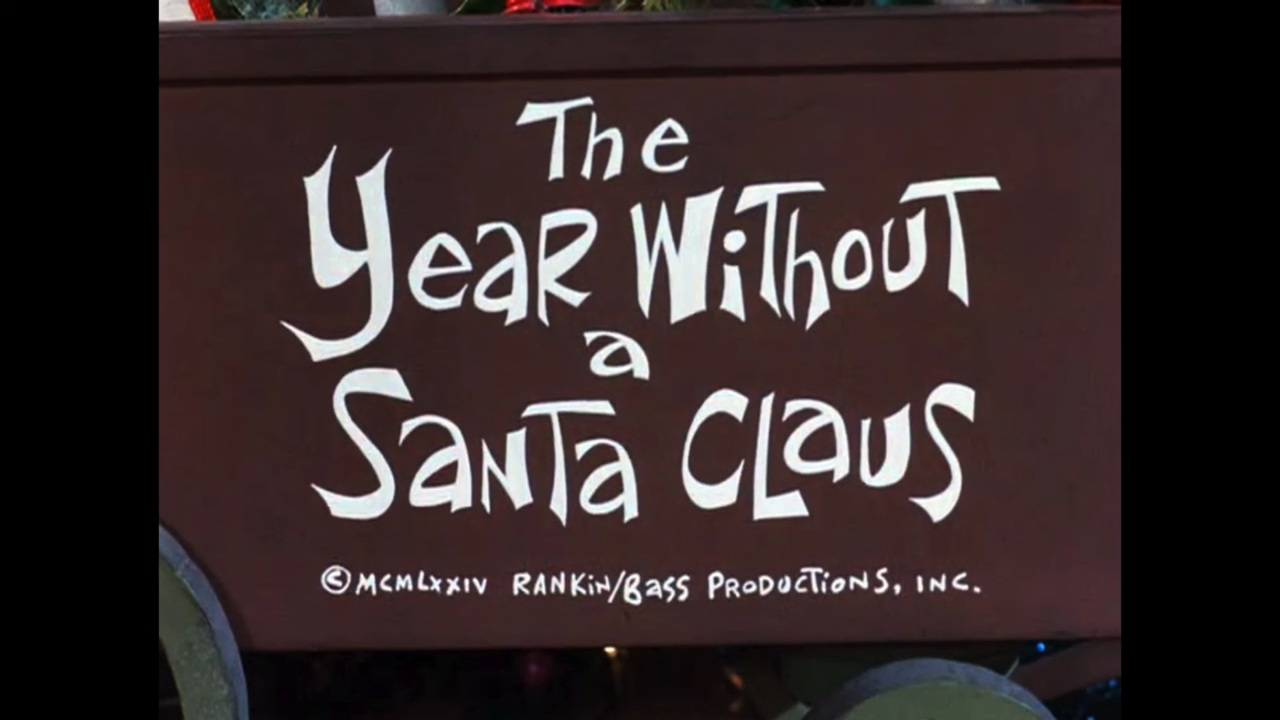 The
Year Without
a
Santa Claus
© MCMLXXIV RANKiN/BASS PRODUCTiONS, INC.